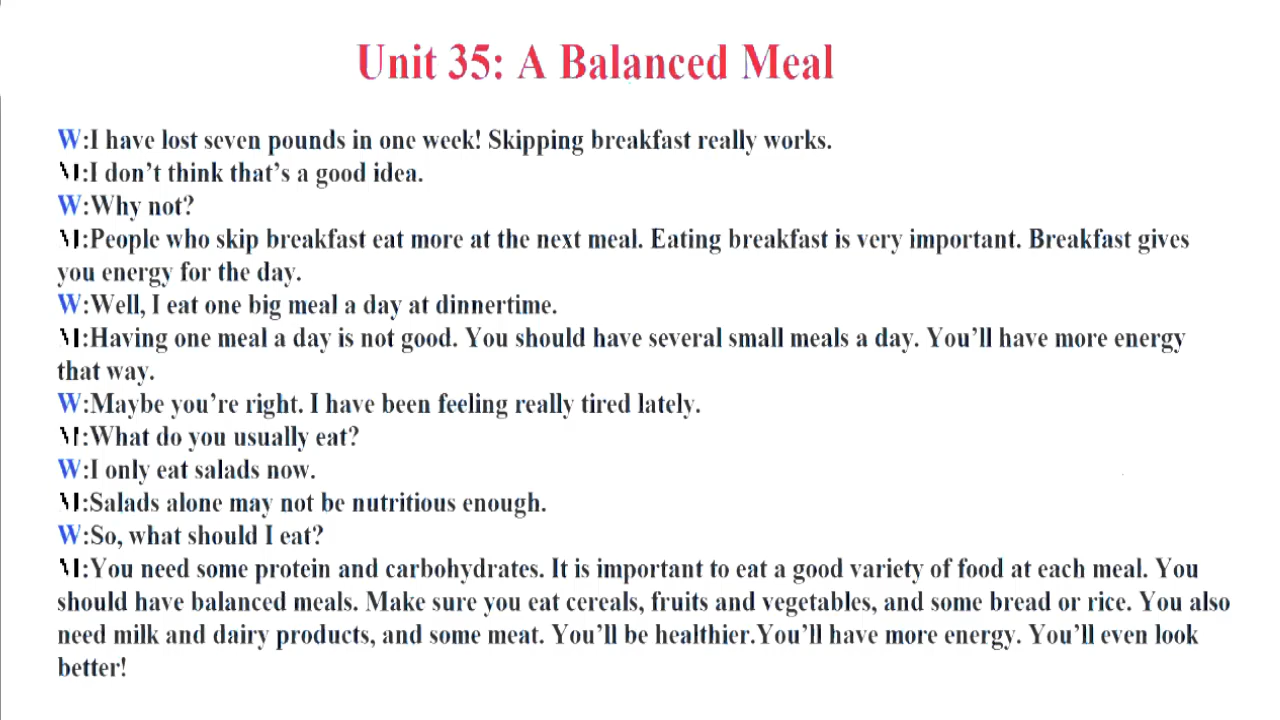 Unit 35: A Balanced Meal
W:I have lost seven pounds in one week! Skipping breakfast really works.
M:I don't think that's a good idea.
W:Why not?
M:People who skip breakfast eat more at the next meal. Eating breakfast is very important. Breakfast gives
you energy for the day.
W:Well, I eat one big meal a day at dinnertime.
M:Having one meal a day is not good. You should have several small meals a day. You'll have more energy
that way.
W:Maybe you're right. I have been feeling really tired lately.
M:What do you usually eat?
W:I only eat salads now.
M:Salads alone may not be nutritious enough.
W:So, what should I eat?
M:You need some protein and carbohydrates. It is important to eat a good variety of food at each meal. You
should have balanced meals. Make sure you eat cereals, fruits and vegetables, and some bread or rice. You also
need milk and dairy products, and some meat. You'll be healthier.You'll have more energy. You'll even look
better!